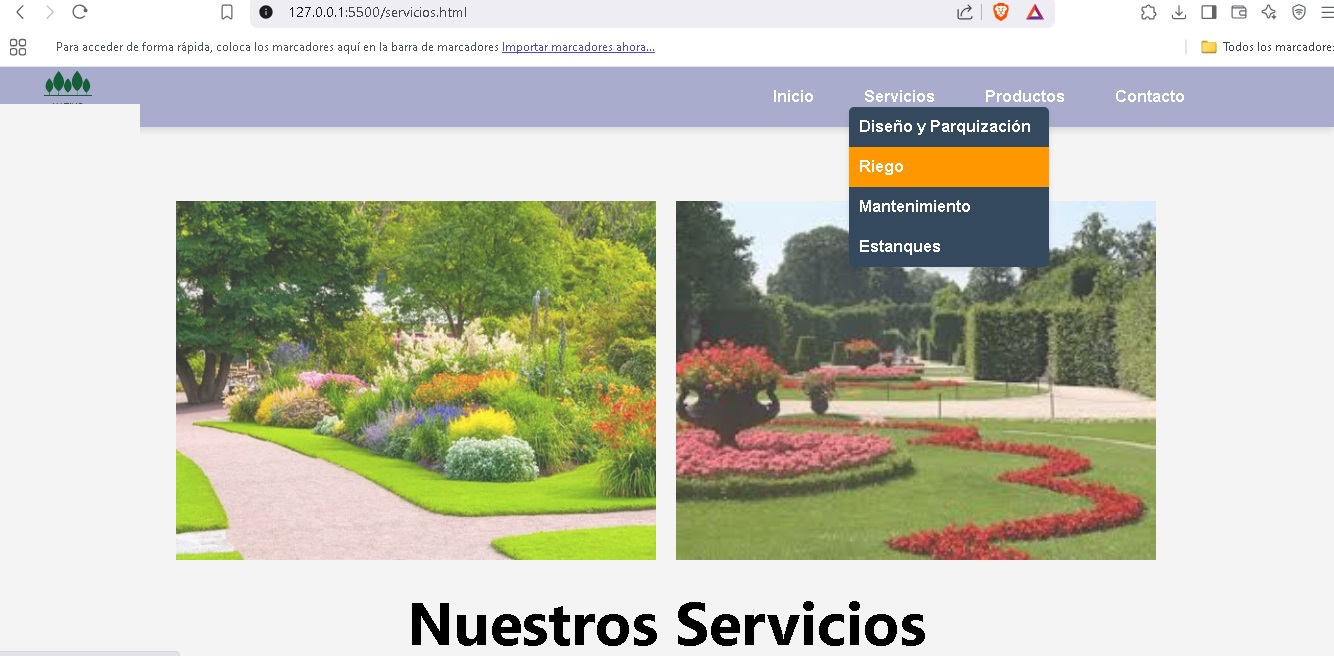 127.0.0.1:5500/servicios.html
Para acceder de forma rápida, coloca los marcadores aquí en la barra de marcadores Importar marcadores ahora...
Todos los marcadores
Inicio Servicios Productos Contacto
Diseño y Parquización
Riego
Mantenimiento
Estanques
Nuestros Servicios